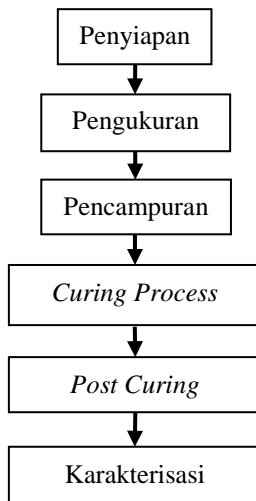 Penyiapan
Pengukuran
Pencampuran
Curing Process
Post Curing
Karakterisasi